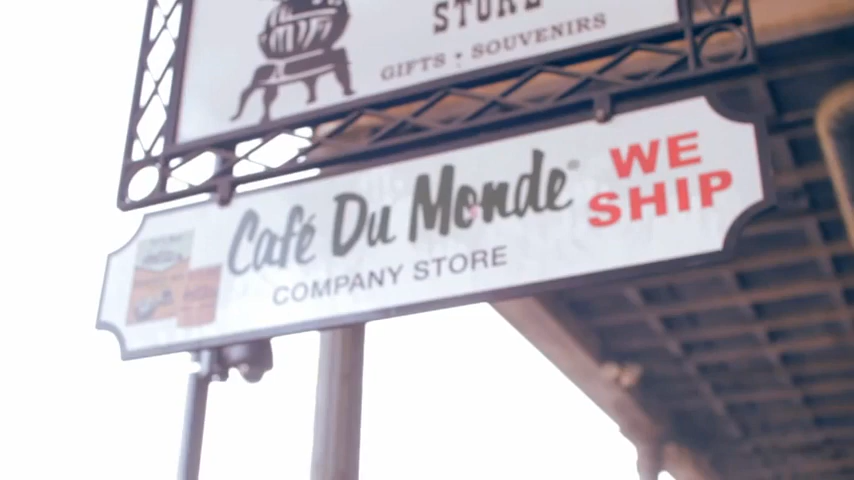 STORE
GIFTS • SOUVENIRS
Café Du Monde®
COMPANY STORE
WE
SHIP